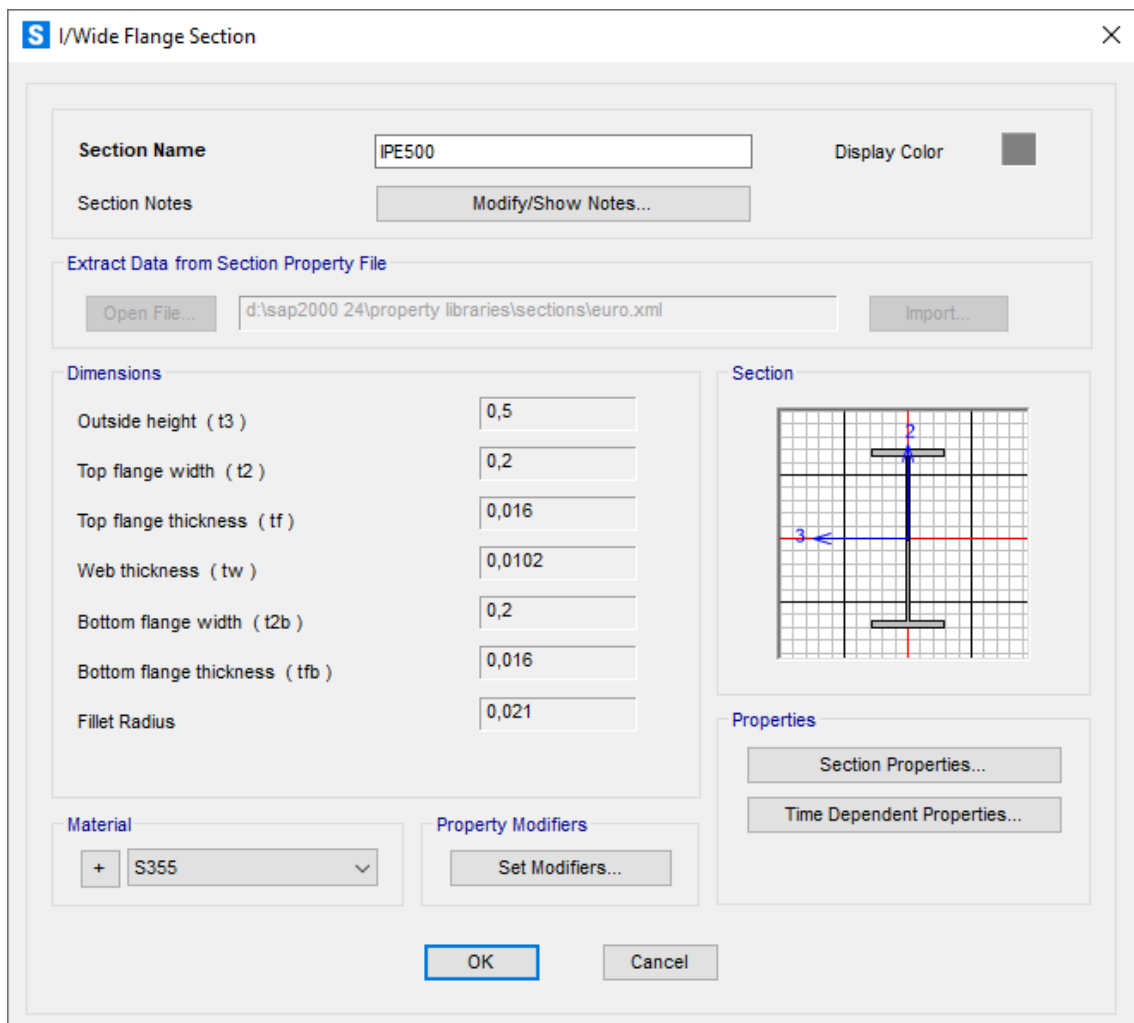 S I/Wide Flange Section
Section Name IPE500 Display Color
Section Notes Modify/Show Notes...
Extract Data from Section Property File
Open File... d:\sap2000 24\property libraries\sections\euro.xml Import...
Dimensions
Outside height ( t3 ) 0,5
Top flange width ( t2 ) 0,2
Top flange thickness ( tf ) 0,016
Web thickness ( tw ) 0,0102
Bottom flange width ( t2b ) 0,2
Bottom flange thickness ( tfb ) 0,016
Fillet Radius 0,021
Section
2
3
Properties
Section Properties...
Time Dependent Properties...
Material
+ S355
Property Modifiers
Set Modifiers...
OK Cancel